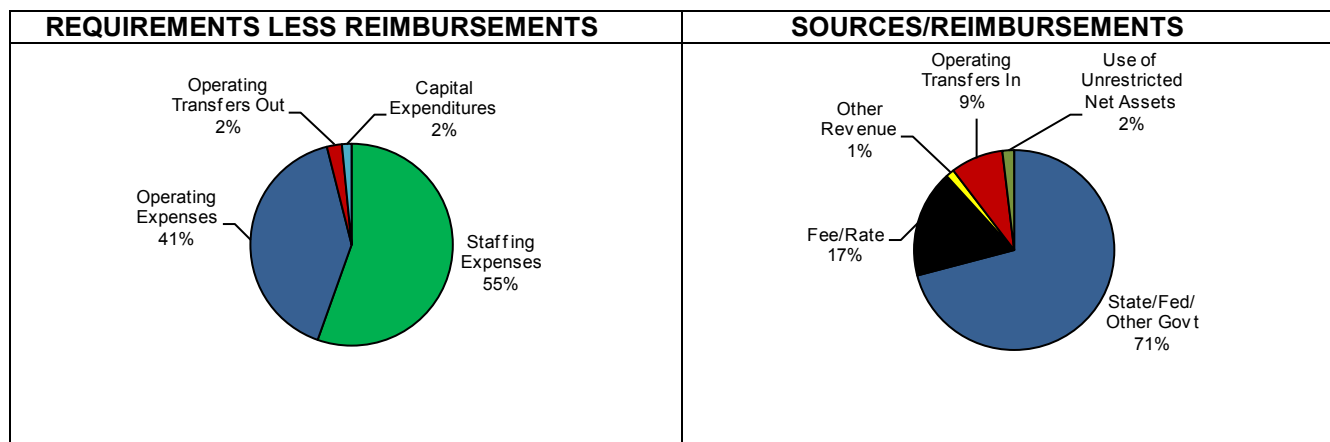 REQUIREMENTS LESS REIMBURSEMENTS
Operating
Transfers Out
2%
Capital
Expenditures
2%
Operating
Expenses
41%
Staffing
Expenses
55%
SOURCES/REIMBURSEMENTS
Operating
Transfers In
9%
Use of
Unrestricted
Net Assets
2%
Other
Revenue
1%
Fee/Rate
17%
State/Fed/
Other Govt
71%